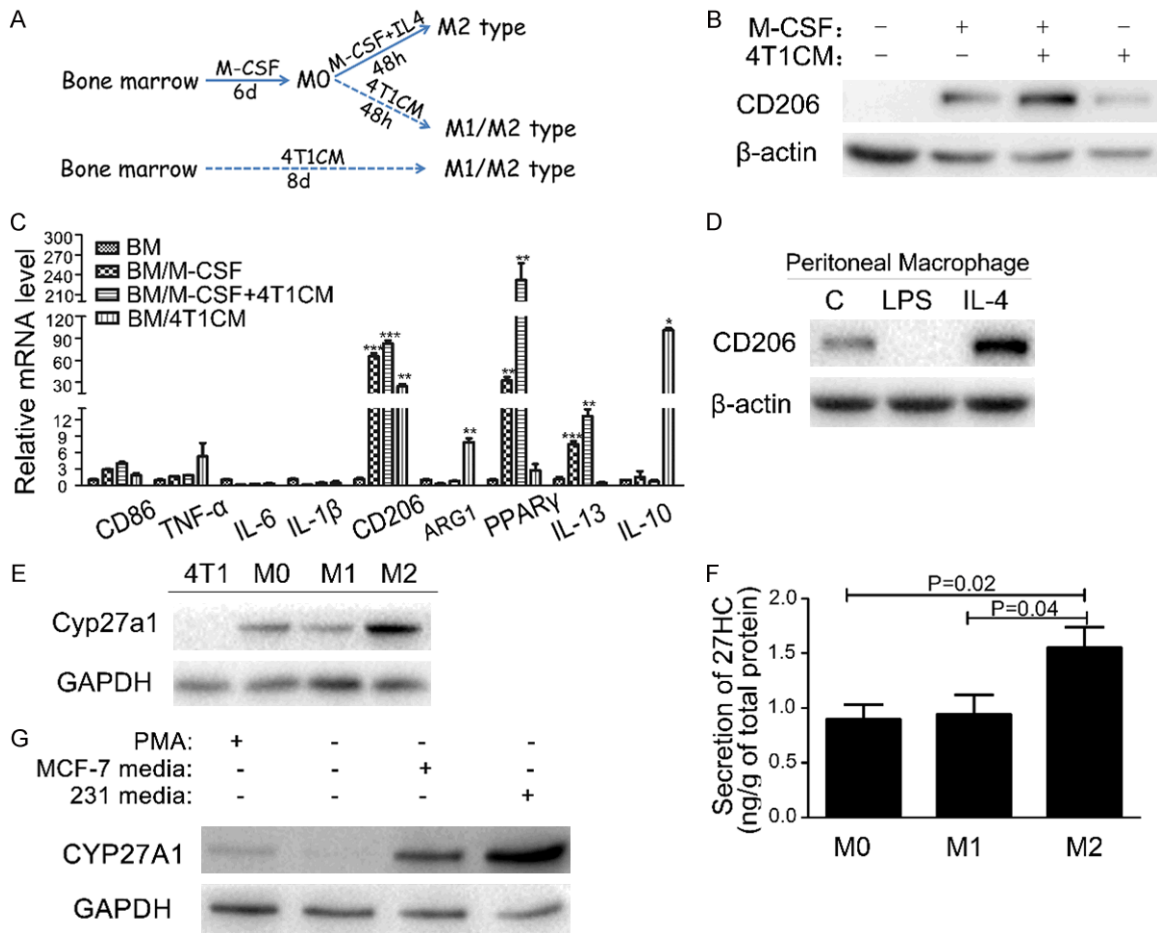 A
Bone marrow M-CSF 6d M0 M-CSF+IL4 48h M2 type
4T1CM 48h M1/M2 type
Bone marrow 4T1CM 8d M1/M2 type
B
M-CSF: - + + -
4T1CM: - - + +
CD206
β-actin
C
Relative mRNA level
300
270
240
210
120
90
60
30
12
9
6
3
0
BM
BM/M-CSF
BM/M-CSF+4T1CM
BM/4T1CM
*** *** ** ** ** ** *** ** *
CD86 TNF-α IL-6 IL-1β CD206 ARG1 PPARγ IL-13 IL-10
D
Peritoneal Macrophage
C LPS IL-4
CD206
β-actin
E
4T1 M0 M1 M2
Cyp27a1
GAPDH
F
Secretion of 27HC
(ng/g of total protein)
2.0
1.5
1.0
0.5
0.0
P=0.02
P=0.04
M0 M1 M2
G
PMA: + - - -
MCF-7 media: - - + -
231 media: - - - +
CYP27A1
GAPDH